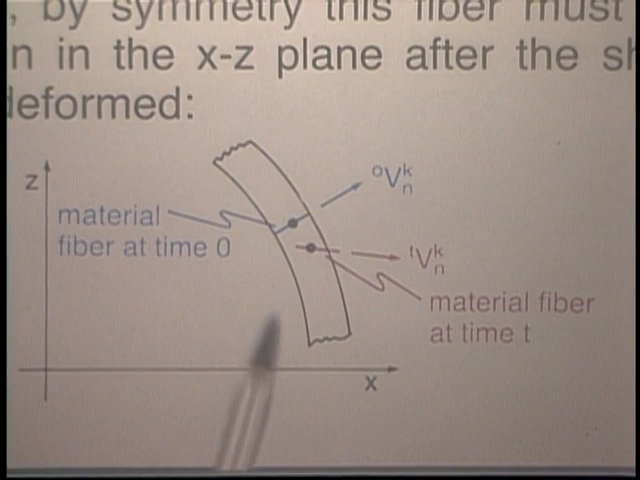 , by symmetry this fiber must
n in the x-z plane after the
deformed:
z
⁰Vₙᵏ
material
fiber at time 0
ᵗVₙᵏ
material fiber
at time t
x